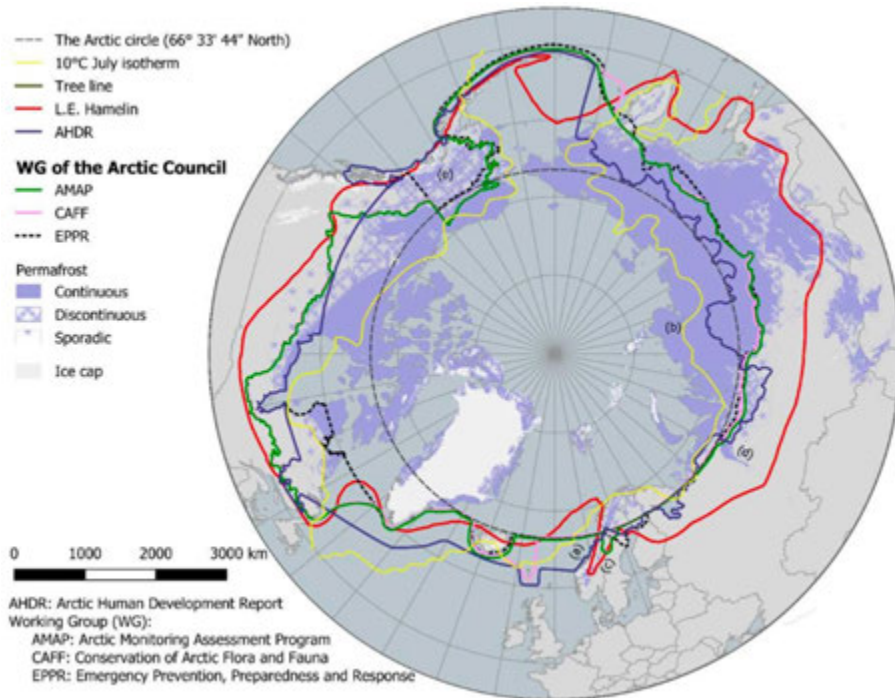 The Arctic circle (66° 33' 44" North)
10°C July isotherm
Tree line
L.E. Hamelin
AHDR
WG of the Arctic Council
AMAP
CAFF
EPPR
Permafrost
Continuous
Discontinuous
Sporadic
Ice cap
(e)
(b)
(d)
(a)
(c)
0 1000 2000 3000 km
AHDR: Arctic Human Development Report
Working Group (WG):
AMAP: Arctic Monitoring Assessment Program
CAFF: Conservation of Arctic Flora and Fauna
EPPR: Emergency Prevention, Preparedness and Response